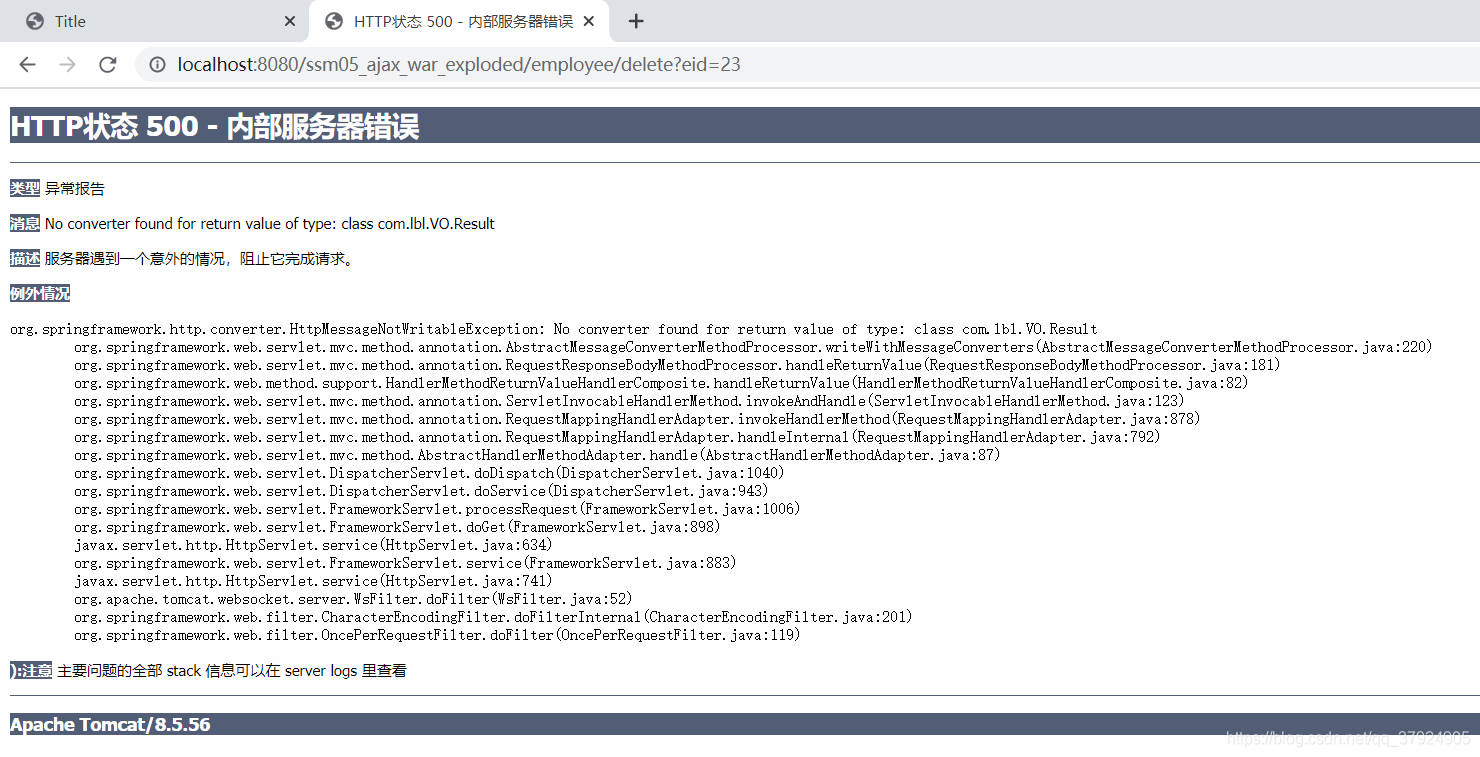 Title
HTTP状态 500 - 内部服务器错误
localhost:8080/ssm05_ajax_war_exploded/employee/delete?eid=23
HTTP状态 500 - 内部服务器错误
类型 异常报告
消息 No converter found for return value of type: class com.lbl.VO.Result
描述 服务器遇到一个意外的情况，阻止它完成请求。
例外情况
org.springframework.http.converter.HttpMessageNotWritableException: No converter found for return value of type: class com.lbl.VO.Result
org.springframework.web.servlet.mvc.method.annotation.AbstractMessageConverterMethodProcessor.writeWithMessageConverters(AbstractMessageConverterMethodProcessor.java:220)
org.springframework.web.servlet.mvc.method.annotation.RequestResponseBodyMethodProcessor.handleReturnValue(RequestResponseBodyMethodProcessor.java:181)
org.springframework.web.method.support.HandlerMethodReturnValueHandlerComposite.handleReturnValue(HandlerMethodReturnValueHandlerComposite.java:82)
org.springframework.web.servlet.mvc.method.annotation.ServletInvocableHandlerMethod.invokeAndHandle(ServletInvocableHandlerMethod.java:123)
org.springframework.web.servlet.mvc.method.annotation.RequestMappingHandlerAdapter.invokeHandlerMethod(RequestMappingHandlerAdapter.java:878)
org.springframework.web.servlet.mvc.method.annotation.RequestMappingHandlerAdapter.handleInternal(RequestMappingHandlerAdapter.java:792)
org.springframework.web.servlet.mvc.method.AbstractHandlerMethodAdapter.handle(AbstractHandlerMethodAdapter.java:87)
org.springframework.web.servlet.DispatcherServlet.doDispatch(DispatcherServlet.java:1040)
org.springframework.web.servlet.DispatcherServlet.doService(DispatcherServlet.java:943)
org.springframework.web.servlet.FrameworkServlet.processRequest(FrameworkServlet.java:1006)
org.springframework.web.servlet.FrameworkServlet.doGet(FrameworkServlet.java:898)
javax.servlet.http.HttpServlet.service(HttpServlet.java:634)
org.springframework.web.servlet.FrameworkServlet.service(FrameworkServlet.java:883)
javax.servlet.http.HttpServlet.service(HttpServlet.java:741)
org.apache.tomcat.websocket.server.WsFilter.doFilter(WsFilter.java:52)
org.springframework.web.filter.CharacterEncodingFilter.doFilterInternal(CharacterEncodingFilter.java:201)
org.springframework.web.filter.OncePerRequestFilter.doFilter(OncePerRequestFilter.java:119)
):注意 主要问题的全部 stack 信息可以在 server logs 里查看
Apache Tomcat/8.5.56
https://blog.csdn.net/qq_37924905